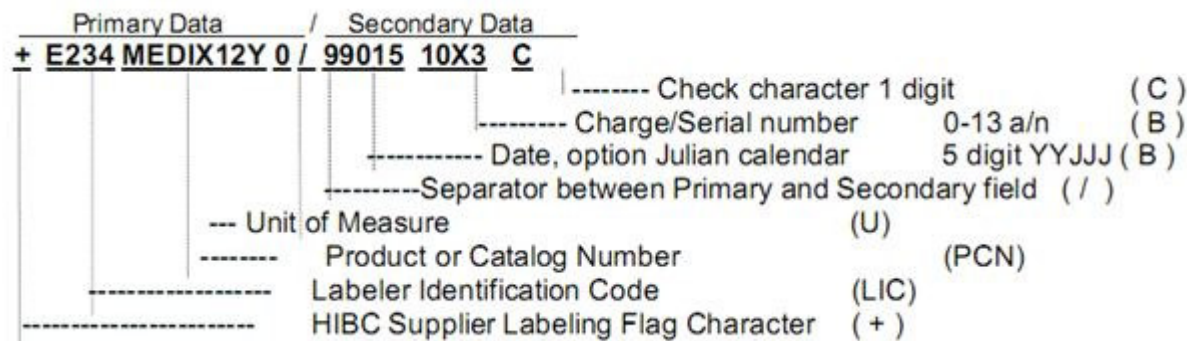 Primary Data / Secondary Data
+ E234 MEDIX12Y 0 / 99015 10X3 C
-------- Check character 1 digit ( C )
--------- Charge/Serial number 0-13 a/n ( B )
----------- Date, option Julian calendar 5 digit YYJJJ ( B )
----------Separator between Primary and Secondary field ( / )
--- Unit of Measure (U)
-------- Product or Catalog Number (PCN)
------------------- Labeler Identification Code (LIC)
------------------------ HIBC Supplier Labeling Flag Character ( + )